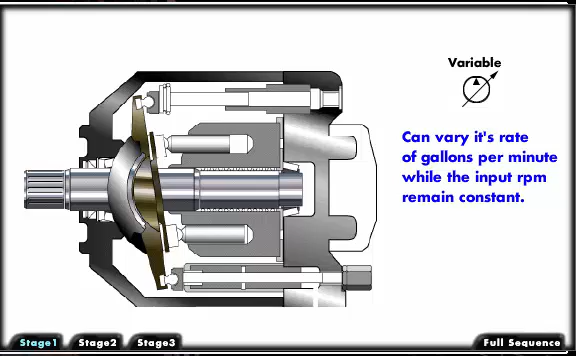 Variable
Can vary it's rate
of gallons per minute
while the input rpm
remain constant.
Stage1 Stage2 Stage3 Full Sequence